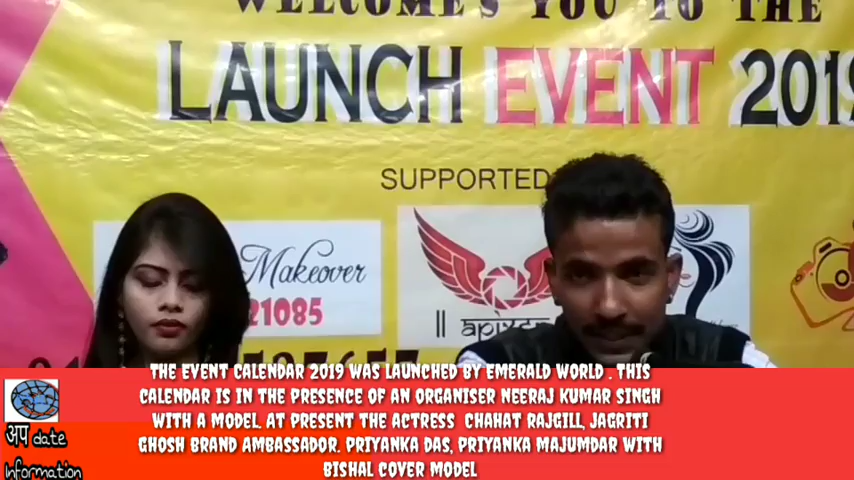 WELCOME'S YOU TO THE
LAUNCH EVENT 2019
SUPPORTED
Makeover
21085
THE EVENT CALENDAR 2019 WAS LAUNCHED BY EMERALD WORLD . THIS
CALENDAR IS IN THE PRESENCE OF AN ORGANISER NEERAJ KUMAR SINGH
WITH A MODEL. AT PRESENT THE ACTRESS CHAHAT RAJGILL, JAGRITI
GHOSH BRAND AMBASSADOR. PRIYANKA DAS, PRIYANKA MAJUMDAR WITH
BISHAL COVER MODEL
अप date
Information